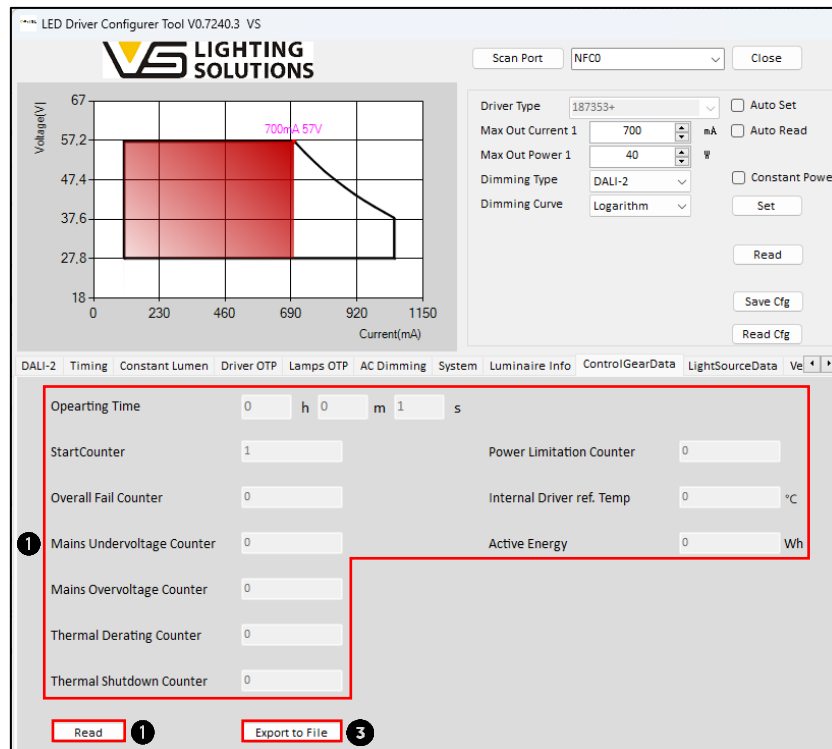 LED Driver Configurer Tool V0.7240.3 VS
VS LIGHTING
SOLUTIONS
Scan Port NFC0 Close
Voltage[V]
67
57,2
47,4
37,6
27,8
18
700mA 57V
0 230 460 690 920 1150
Current(mA)
Driver Type 187353+ Auto Set
Max Out Current 1 700 mA Auto Read
Max Out Power 1 40 W
Dimming Type DALI-2 Constant Powe
Dimming Curve Logarithm Set
Read
Save Cfg
Read Cfg
DALI-2 Timing Constant Lumen Driver OTP Lamps OTP AC Dimming System Luminaire Info ControlGearData LightSourceData Ve
Opearting Time 0 h 0 m 1 s
StartCounter 1 Power Limitation Counter 0
Overall Fail Counter 0 Internal Driver ref. Temp 0 °C
1 Mains Undervoltage Counter 0 Active Energy 0 Wh
Mains Overvoltage Counter 0
Thermal Derating Counter 0
Thermal Shutdown Counter 0
Read 1 Export to File 3